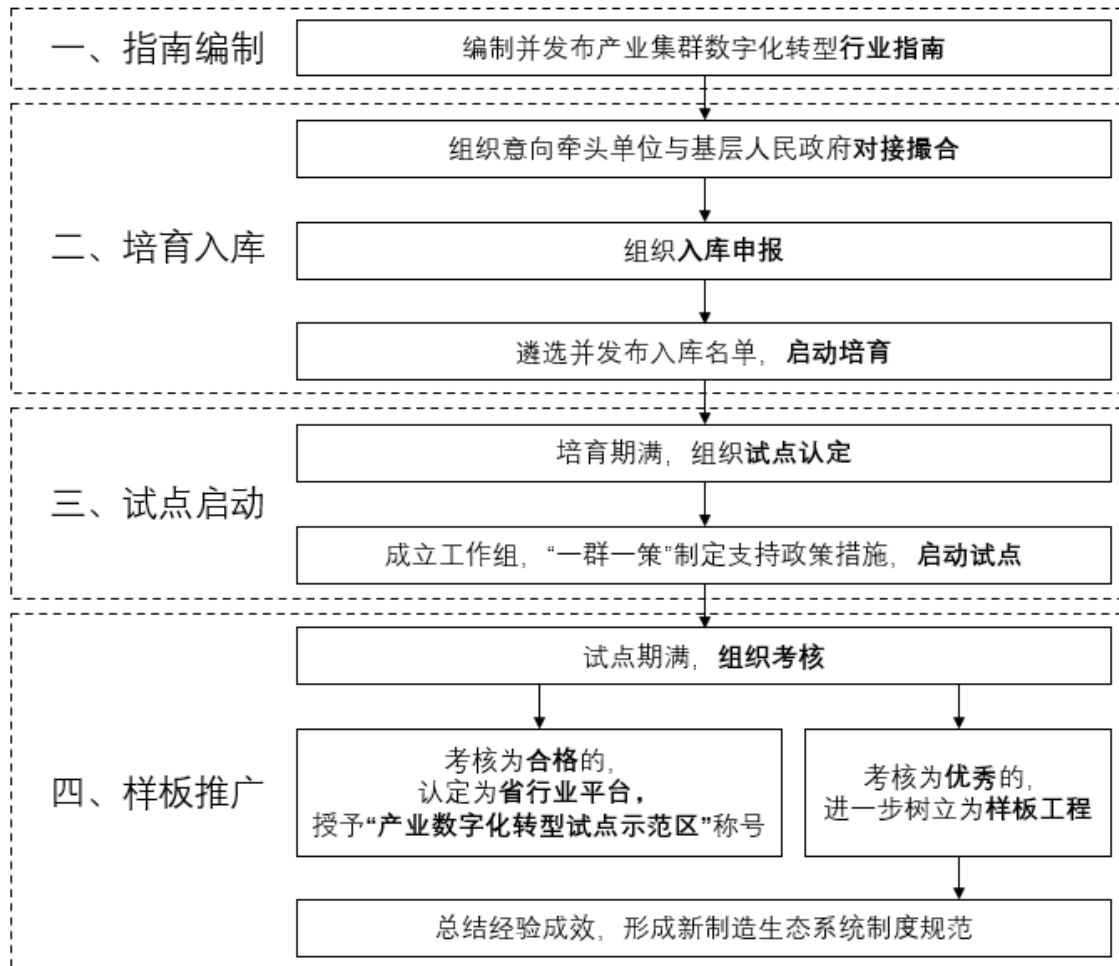 一、指南编制
编制并发布产业集群数字化转型行业指南
二、培育入库
组织意向牵头单位与基层人民政府对接撮合
组织入库申报
遴选并发布入库名单，启动培育
三、试点启动
培育期满，组织试点认定
成立工作组，“一群一策”制定支持政策措施，启动试点
四、样板推广
试点期满，组织考核
考核为合格的，
认定为省行业平台，
授予“产业数字化转型试点示范区”称号
考核为优秀的，
进一步树立为样板工程
总结经验成效，形成新制造生态系统制度规范